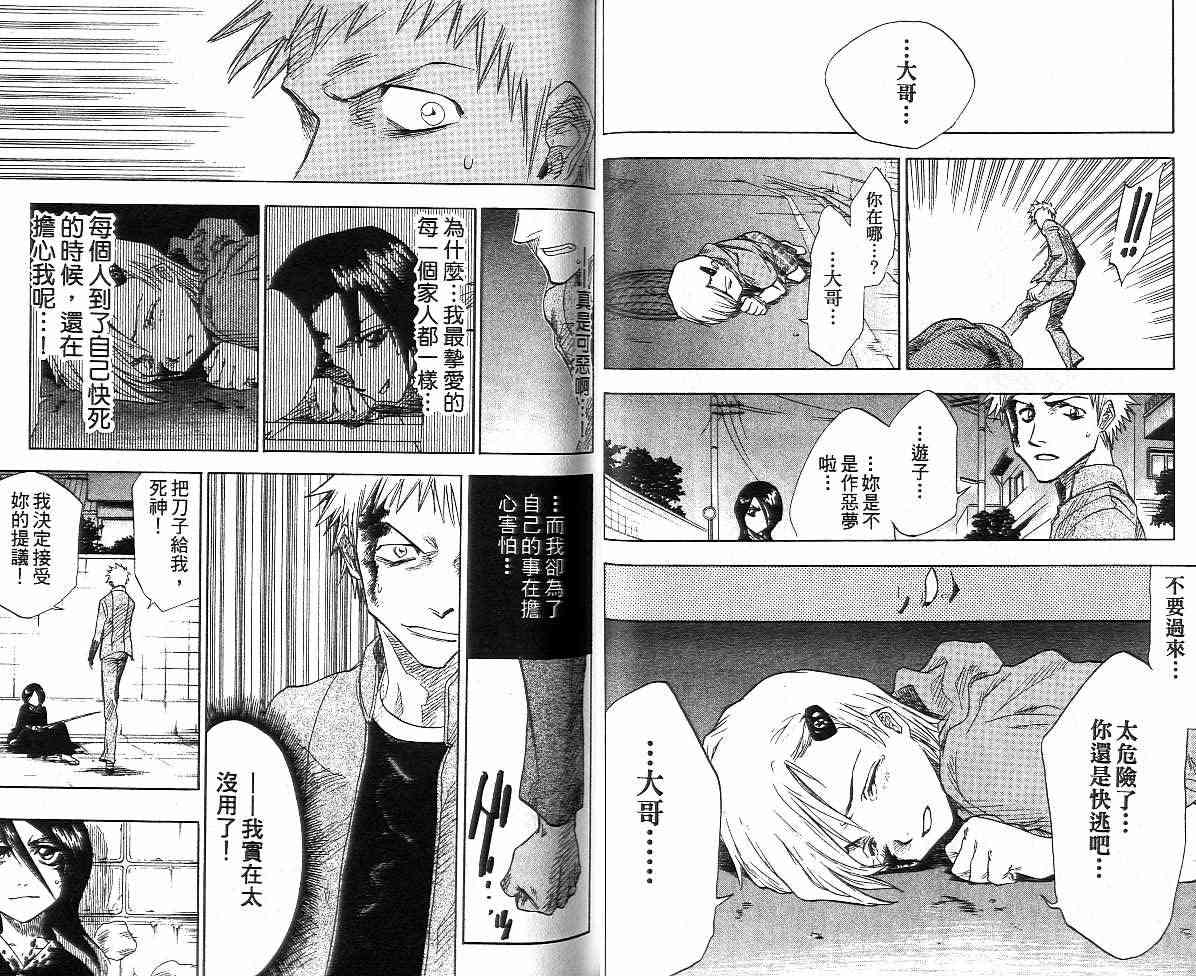 …大哥…
!!!
你在哪…?
…大哥…
…遊子…
…妳是不
是作惡夢
啦…
不要過來…
太危險了…
你還是快逃吧…
…大哥……
——真是可惡啊…!
為什麼…我最摯愛的
每一個家人都一樣…
每個人到了自己快死
的時候，還在
擔心我呢…!
…而我卻為了
自己的事在擔
心害怕…
——我實在太
沒用了!
把刀子給我，
死神!
我決定接受
妳的提議!